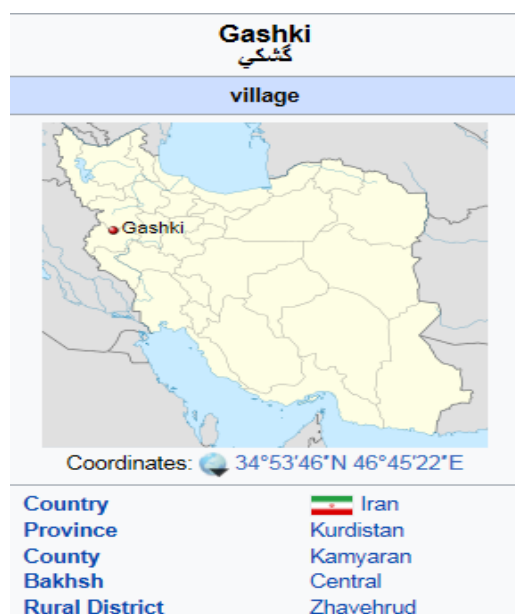 Gashki
گشكي
village
Gashki
Coordinates: 34°53′46″N 46°45′22″E
Country Iran
Province Kurdistan
County Kamyaran
Bakhsh Central
Rural District Zhavehrud